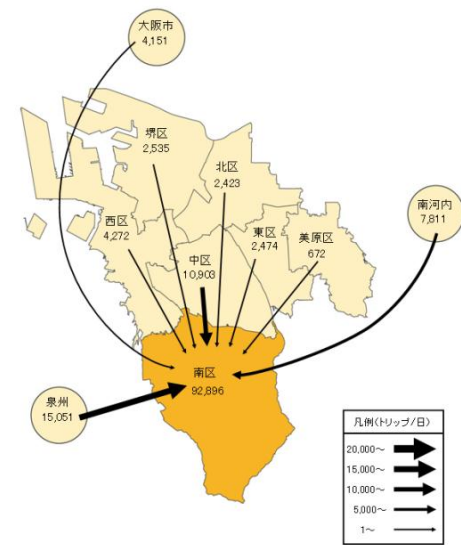 大阪市
4,151
堺区
2,535
北区
2,423
南河内
7,811
西区
4,272
東区
2,474
美原区
672
中区
10,903
南区
92,896
泉州
15,051
凡例(トリップ/日)
20,000～
15,000～
10,000～
5,000～
1～